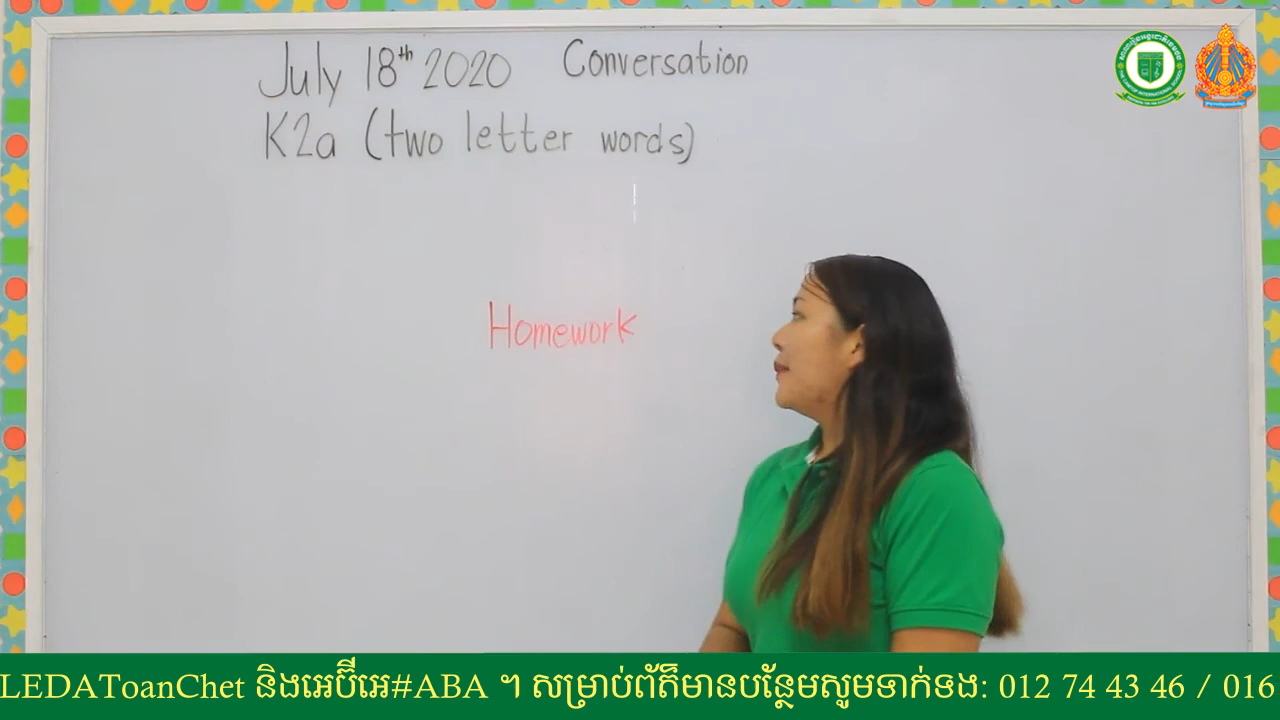 July 18th 2020 Conversation
K2a (two letter words)
Homework
LEDAToanChet និងអេប៊ីអេ#ABA ។ សម្រាប់ព័ត៌មានបន្ថែមសូមទាក់ទង: 012 74 43 46 / 016